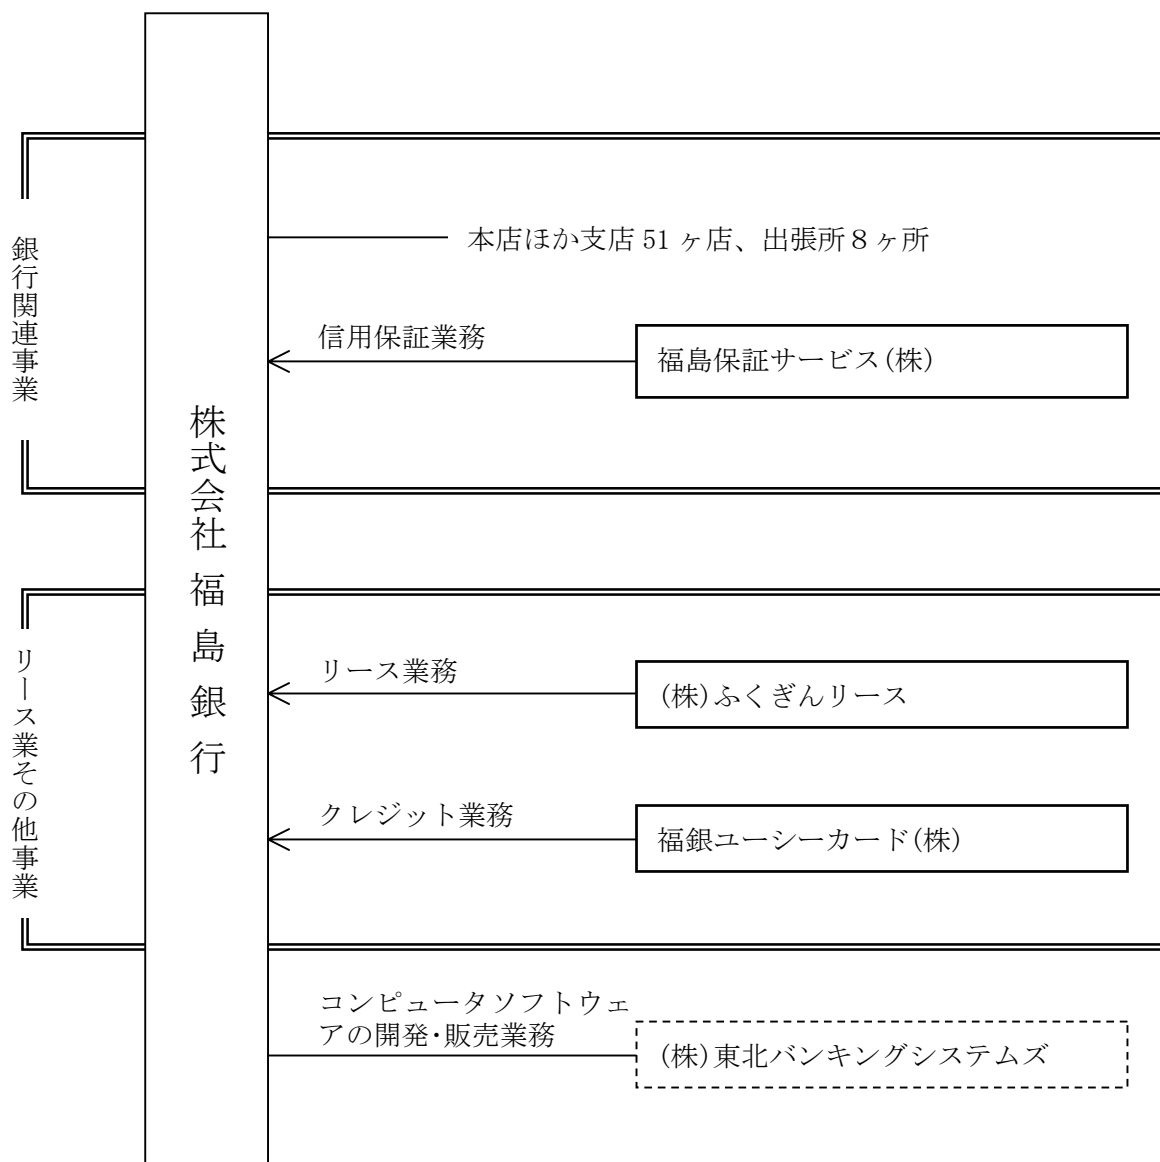 銀行関連事業
株式会社福島銀行
本店ほか支店 51 ヶ店、出張所８ヶ所
信用保証業務
福島保証サービス(株)
リース業その他事業
リース業務
(株)ふくぎんリース
クレジット業務
福銀ユーシーカード(株)
コンピュータソフトウェ
アの開発・販売業務
(株)東北バンキングシステムズ